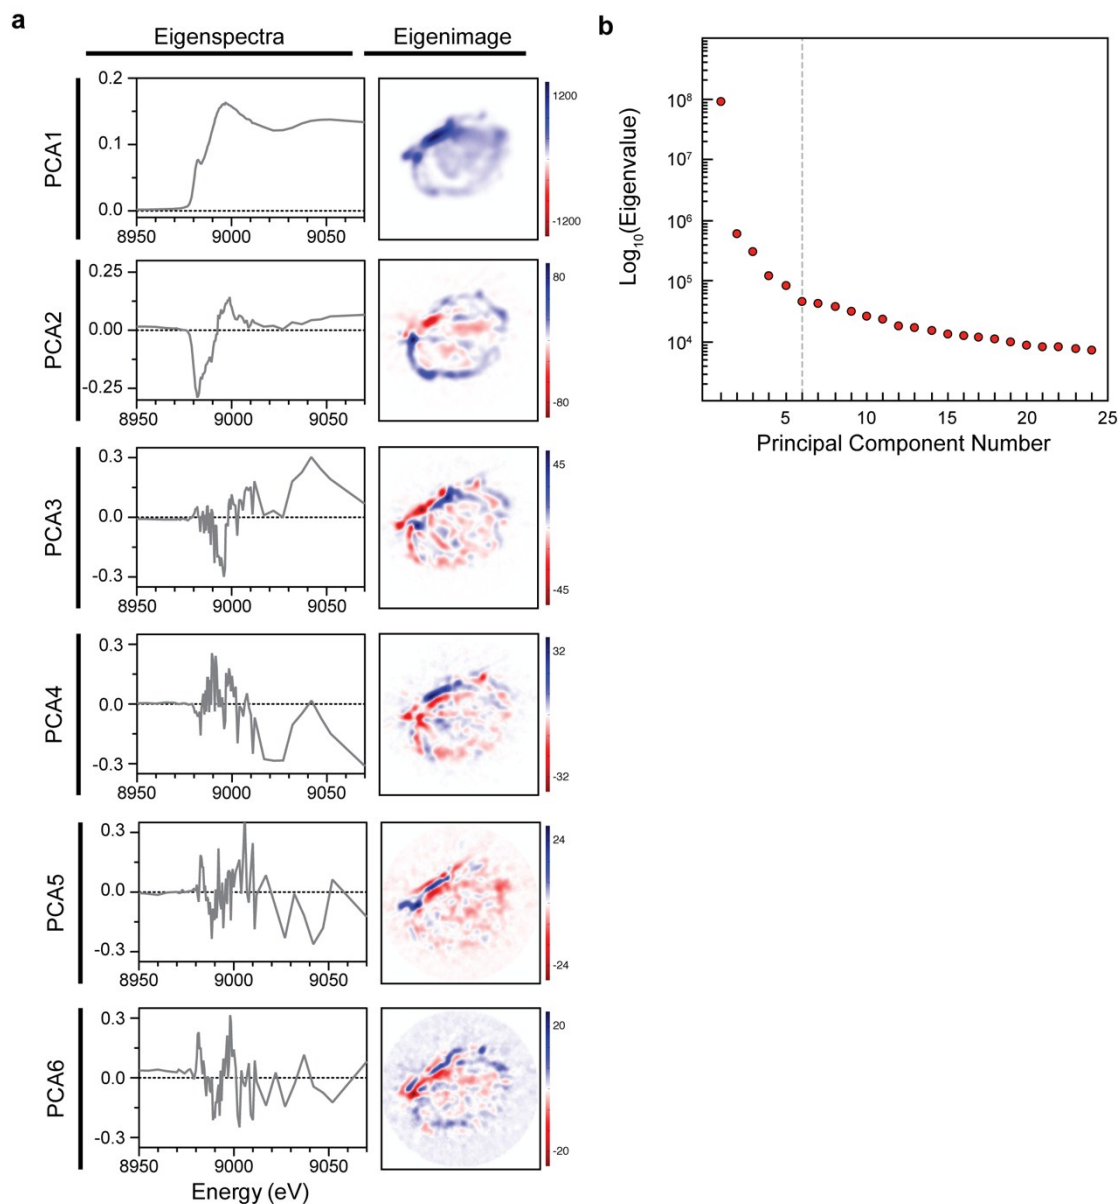 a
Eigenspectra
Eigenimage
PCA1
0.2
0.1
0.0
8950 9000 9050
1200
-1200
PCA2
0.25
0.00
-0.25
8950 9000 9050
80
-80
PCA3
0.3
0.0
-0.3
8950 9000 9050
45
-45
PCA4
0.3
0.0
-0.3
8950 9000 9050
32
-32
PCA5
0.3
0.0
-0.3
8950 9000 9050
24
-24
PCA6
0.3
0.0
-0.3
8950 9000 9050
20
-20
Energy (eV)
b
Log₁₀(Eigenvalue)
10⁸
10⁷
10⁶
10⁵
10⁴
5 10 15 20 25
Principal Component Number